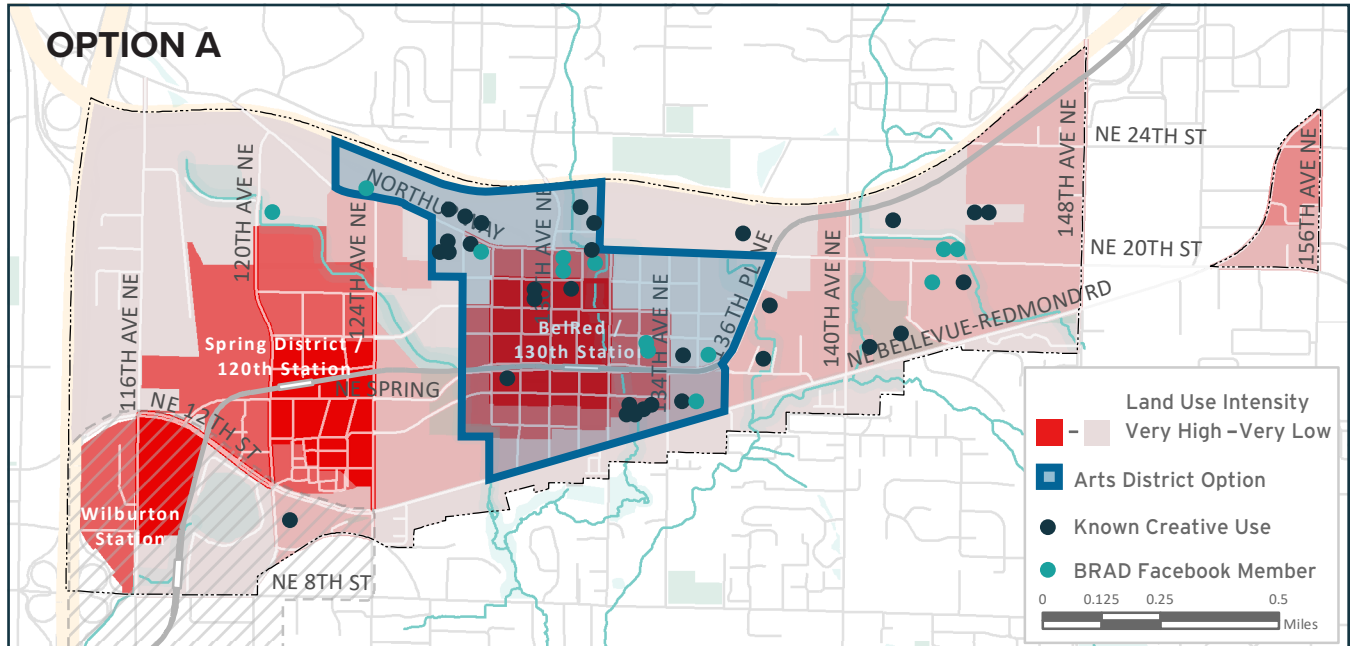 OPTION A
NE 24TH ST
148TH AVE NE
156TH AVE NE
NORTHUP WAY
120TH AVE NE
124TH AVE NE
AVE NE
NE 20TH ST
136TH PL NE
140TH AVE NE
116TH AVE NE
134TH AVE NE
NE BELLEVUE-REDMOND RD
BelRed /
130th Station
Spring District /
120th Station
NE SPRING
NE 12TH ST
Wilburton
Station
NE 8TH ST
Land Use Intensity
– Very High – Very Low
Arts District Option
Known Creative Use
BRAD Facebook Member
0 0.125 0.25 0.5
Miles